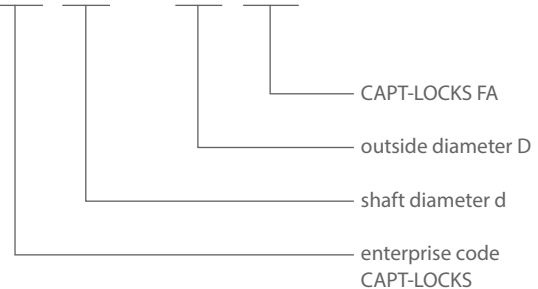 CAPT-LOCKS FA
outside diameter D
shaft diameter d
enterprise code
CAPT-LOCKS